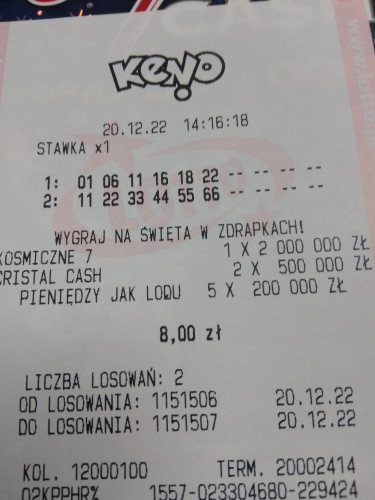 KENO
20.12.22 14:16:18
STAWKA x1
1: 01 06 11 16 18 22 -- -- -- --
2: 11 22 33 44 55 66 -- -- -- --
WYGRAJ NA ŚWIĘTA W ZDRAPKACH!
KOSMICZNE 7 1 X 2 000 000 ZŁ
CRISTAL CASH 2 X 500 000 ZŁ
PIENIĘDZY JAK LODU 5 X 200 000 ZŁ
8,00 zł
LICZBA LOSOWAŃ: 2
OD LOSOWANIA: 1151506 20.12.22
DO LOSOWANIA: 1151507 20.12.22
KOL. 12000100 TERM. 20002414
02KPPHR% 1557-023304680-229424